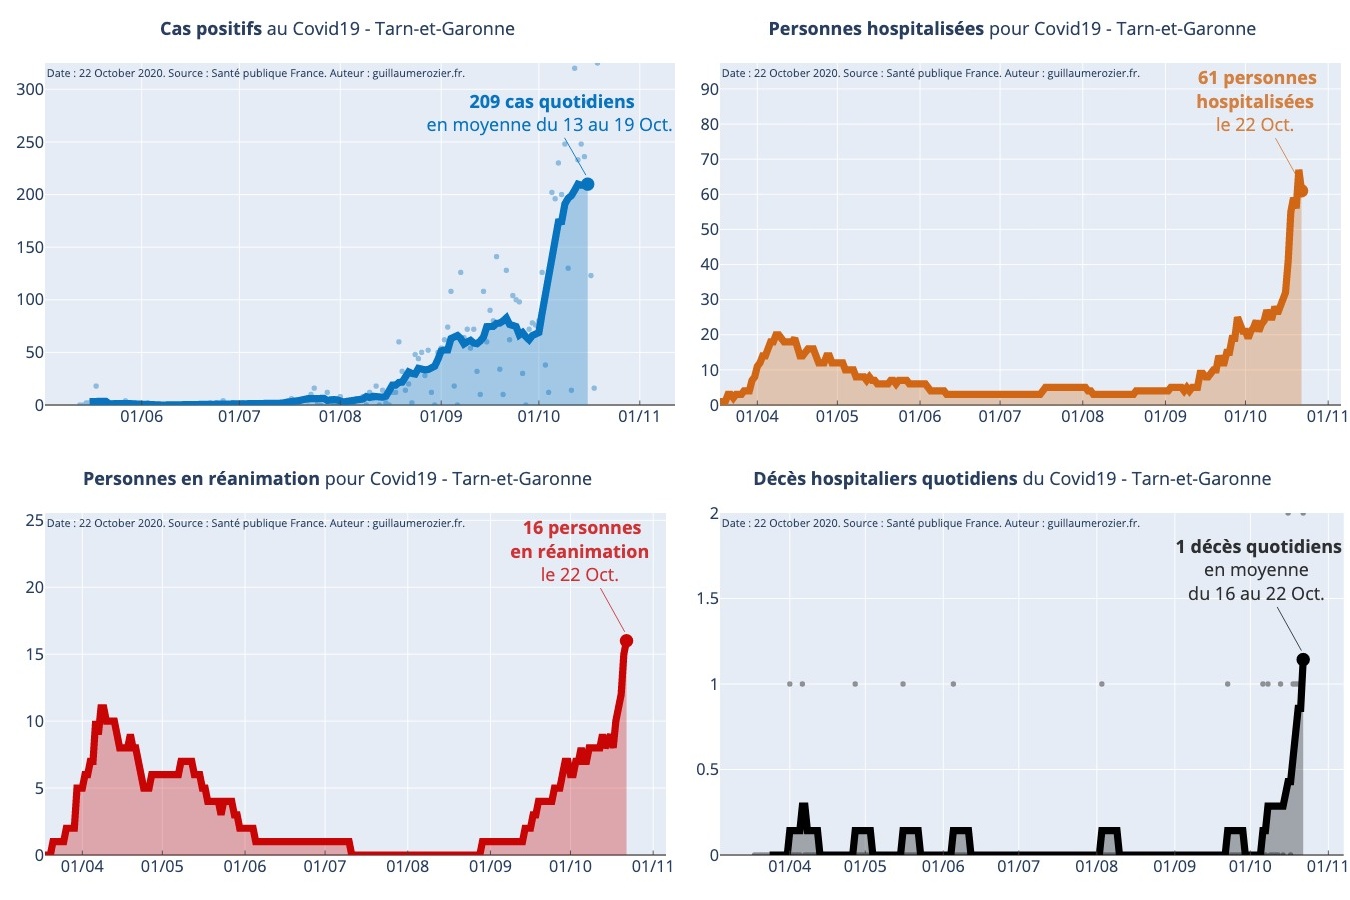 Cas positifs au Covid19 - Tarn-et-Garonne
Date : 22 October 2020. Source : Santé publique France. Auteur : guillaumerozier.fr.
209 cas quotidiens
en moyenne du 13 au 19 Oct.
300
250
200
150
100
50
0
01/06 01/07 01/08 01/09 01/10 01/11
Personnes hospitalisées pour Covid19 - Tarn-et-Garonne
Date : 22 October 2020. Source : Santé publique France. Auteur : guillaumerozier.fr.
61 personnes
hospitalisées
le 22 Oct.
90
80
70
60
50
40
30
20
10
0
01/04 01/05 01/06 01/07 01/08 01/09 01/10 01/11
Personnes en réanimation pour Covid19 - Tarn-et-Garonne
Date : 22 October 2020. Source : Santé publique France. Auteur : guillaumerozier.fr.
16 personnes
en réanimation
le 22 Oct.
25
20
15
10
5
0
01/04 01/05 01/06 01/07 01/08 01/09 01/10 01/11
Décès hospitaliers quotidiens du Covid19 - Tarn-et-Garonne
Date : 22 October 2020. Source : Santé publique France. Auteur : guillaumerozier.fr.
1 décès quotidiens
en moyenne
du 16 au 22 Oct.
2
1.5
1
0.5
0
01/04 01/05 01/06 01/07 01/08 01/09 01/10 01/11